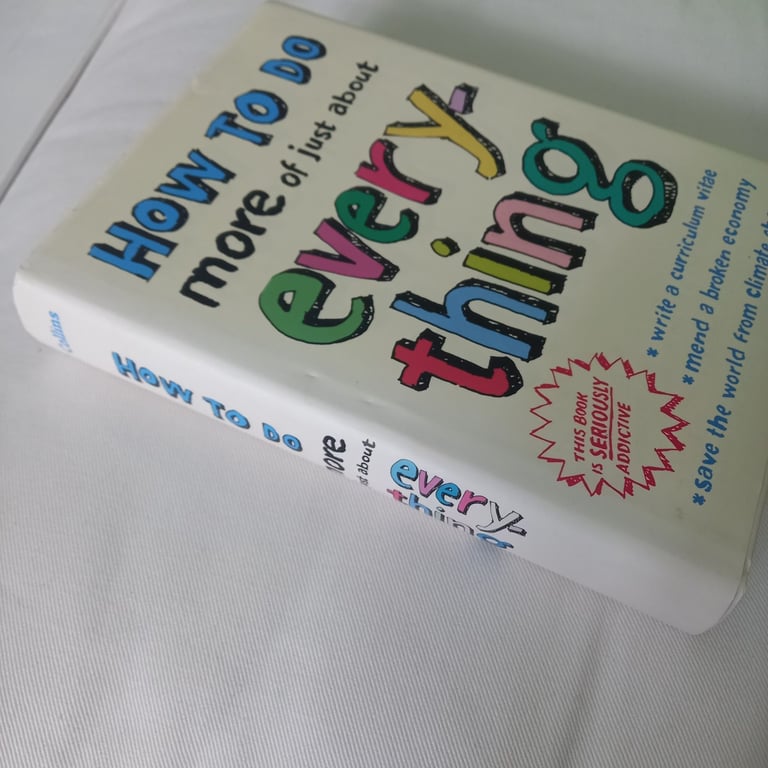 HOW TO DO
more of just about
every-
thing
* write a curriculum vitae
* mend a broken economy
* save the world from climate
THIS BOOK
IS SERIOUSLY
ADDICTIVE
Collins
HOW TO DO
more
just about
every-
thing